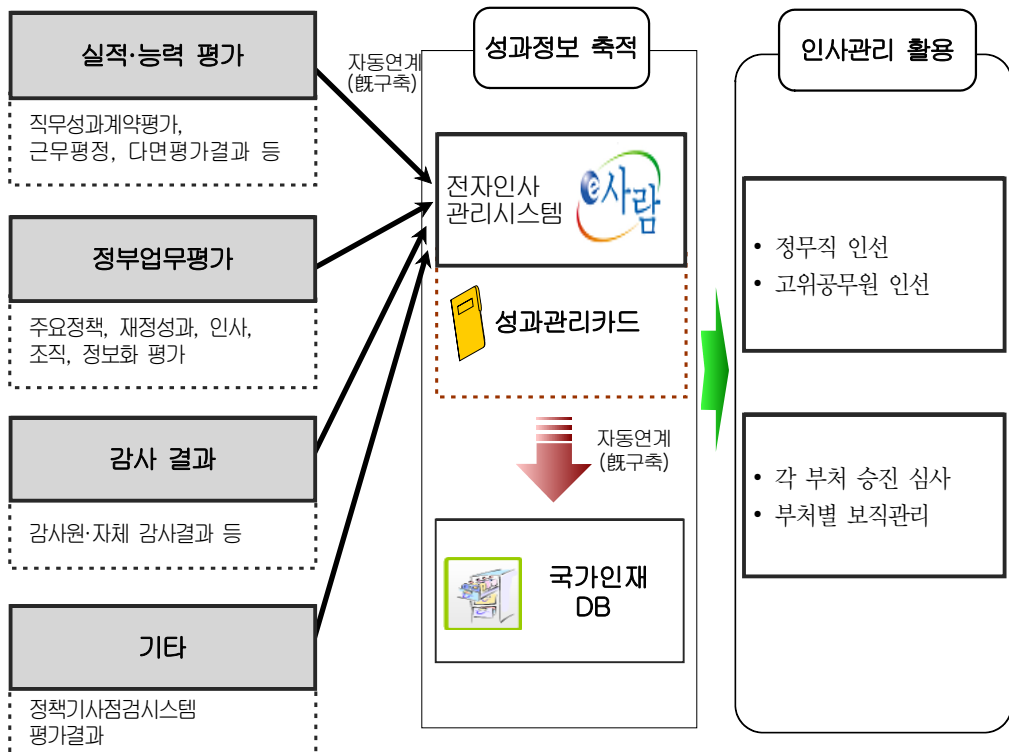 실적·능력 평가
직무성과계약평가,
근무평정, 다면평가결과 등
정부업무평가
주요정책, 재정성과, 인사,
조직, 정보화 평가
감사 결과
감사원·자체 감사결과 등
기타
정책기사점검시스템
평가결과
자동연계
(旣구축)
성과정보 축적
전자인사
관리시스템
e사람
성과관리카드
자동연계
(旣구축)
국가인재
DB
인사관리 활용
• 정무직 인선
• 고위공무원 인선
• 각 부처 승진 심사
• 부처별 보직관리